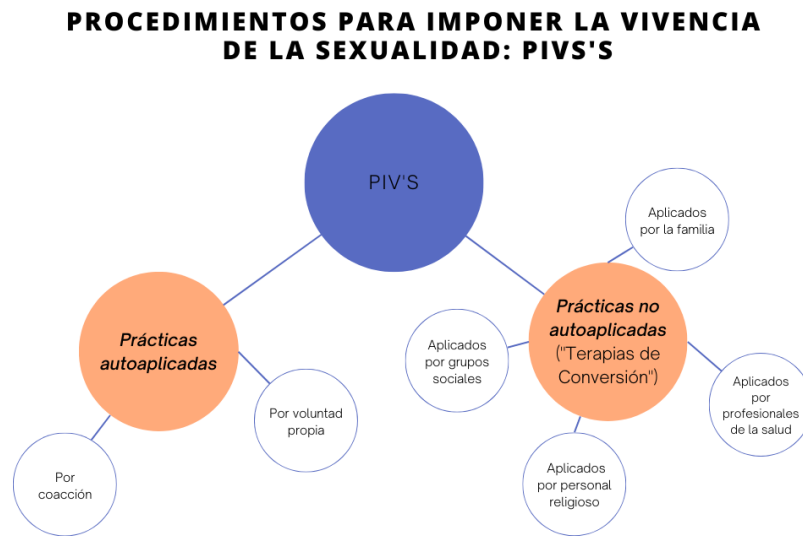 PROCEDIMIENTOS PARA IMPONER LA VIVENCIA
DE LA SEXUALIDAD: PIVS'S
PIV'S
Aplicados
por la familia
Prácticas
autoaplicadas
Prácticas no
autoaplicadas
("Terapias de
Conversión")
Aplicados
por grupos
sociales
Aplicados
por
profesionales
de la salud
Por voluntad
propia
Por
coacción
Aplicados
por personal
religioso